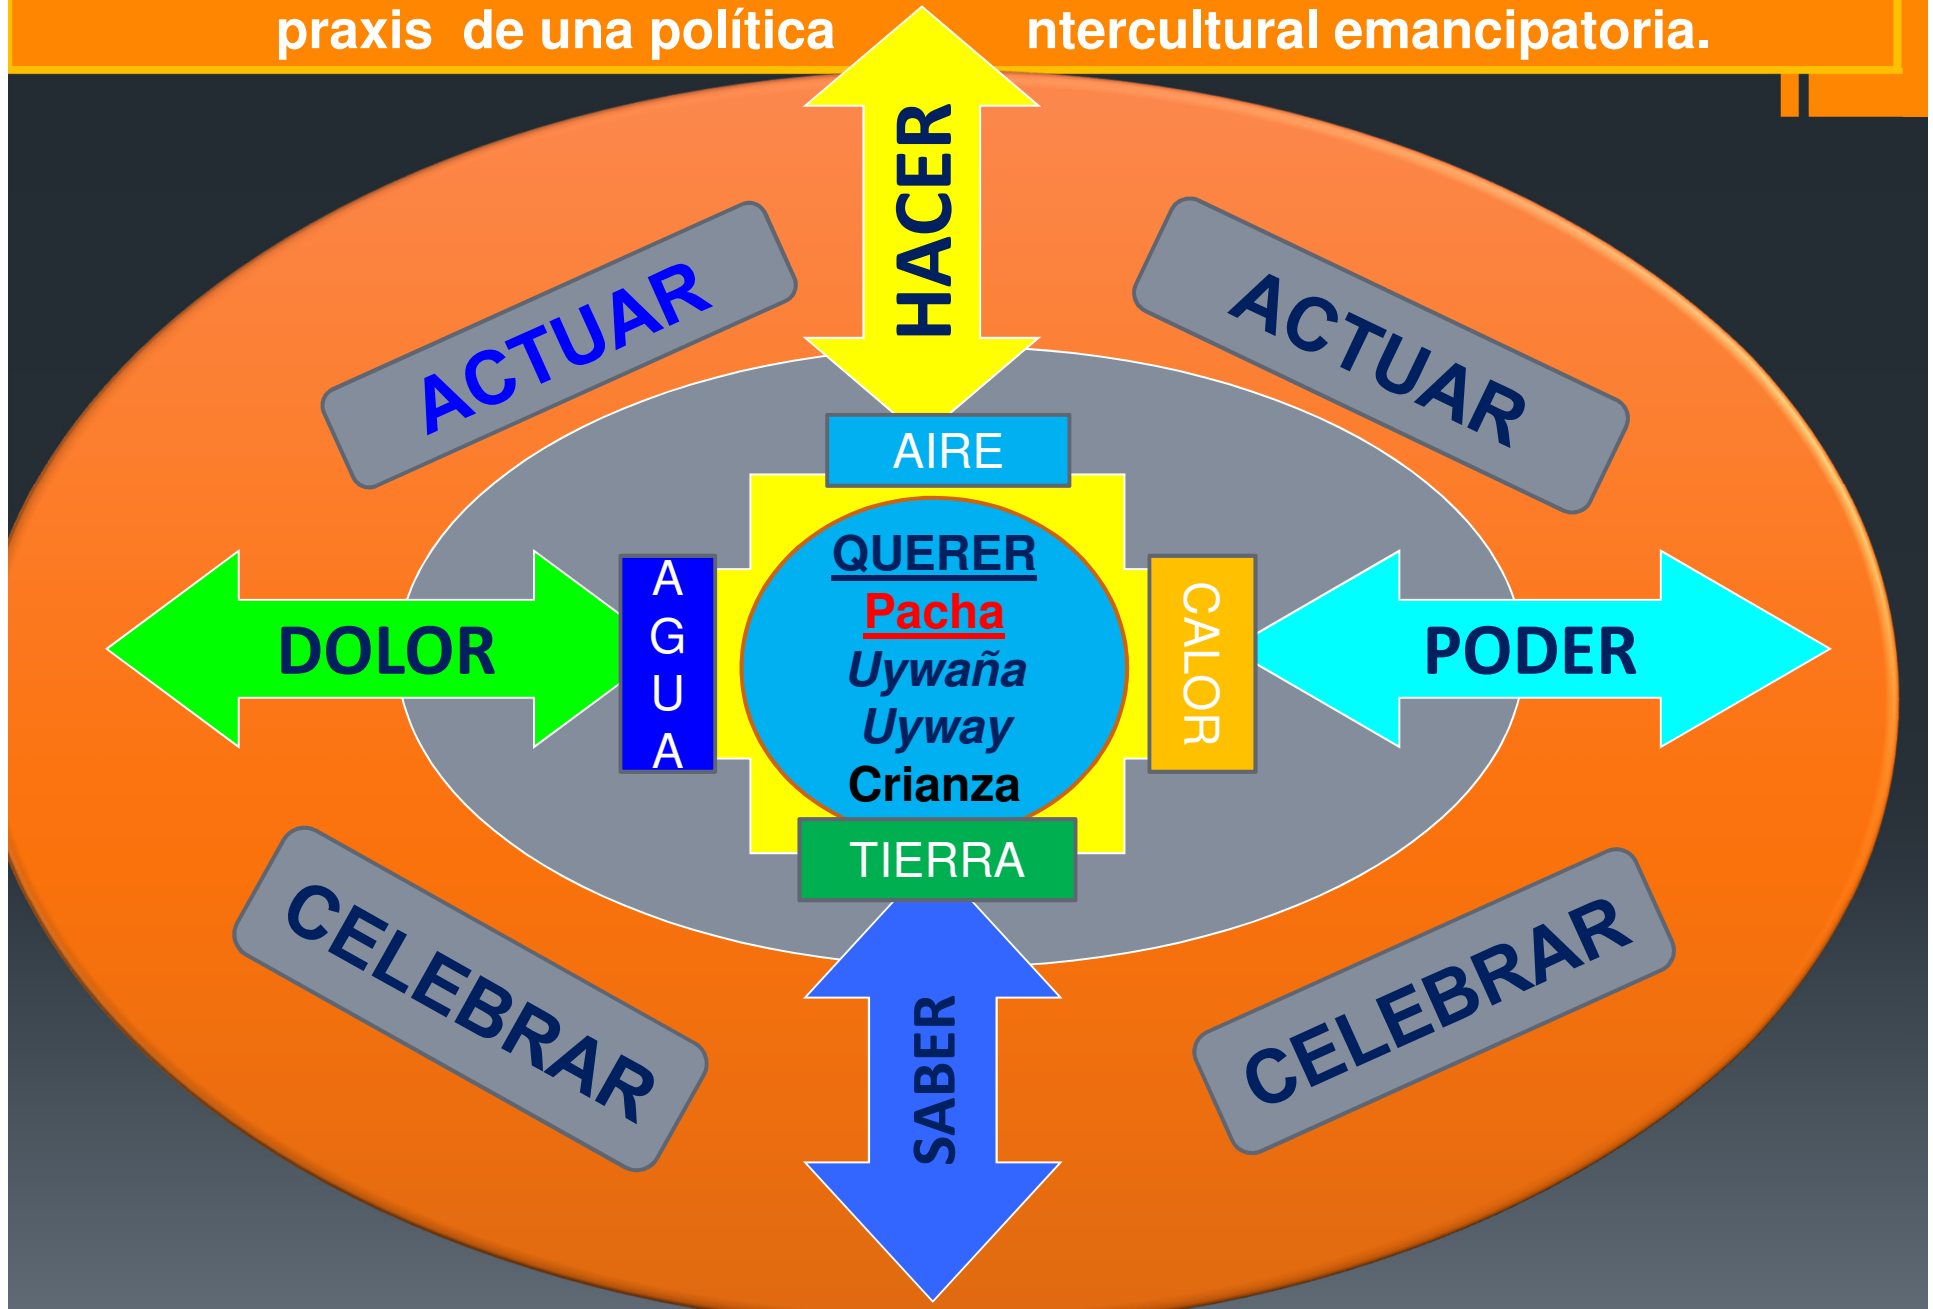 praxis de una política ntercultural emancipatoria.
HACER
ACTUAR
ACTUAR
AIRE
QUERER
Pacha
Uywaña
Uyway
Crianza
AGUA
CALOR
DOLOR
PODER
TIERRA
CELEBRAR
CELEBRAR
SABER